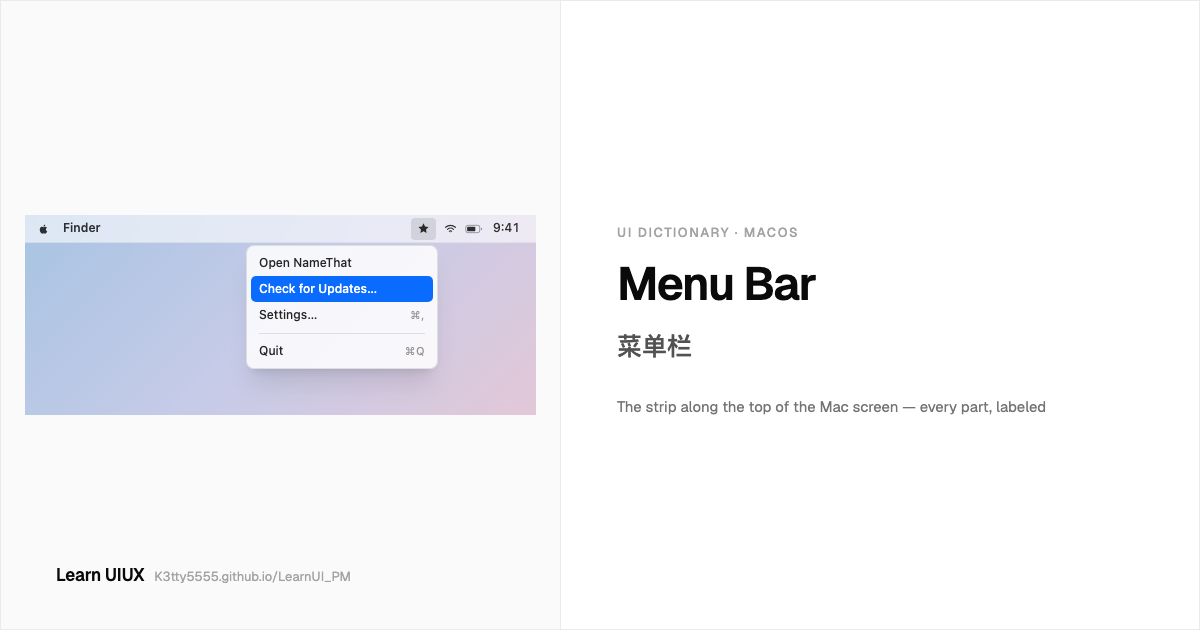 Finder
9:41
Open NameThat
Check for Updates...
Settings... ⌘,
Quit ⌘Q
Learn UIUX K3tty5555.github.io/LearnUI_PM
UI DICTIONARY · MACOS
Menu Bar
菜单栏
The strip along the top of the Mac screen — every part, labeled